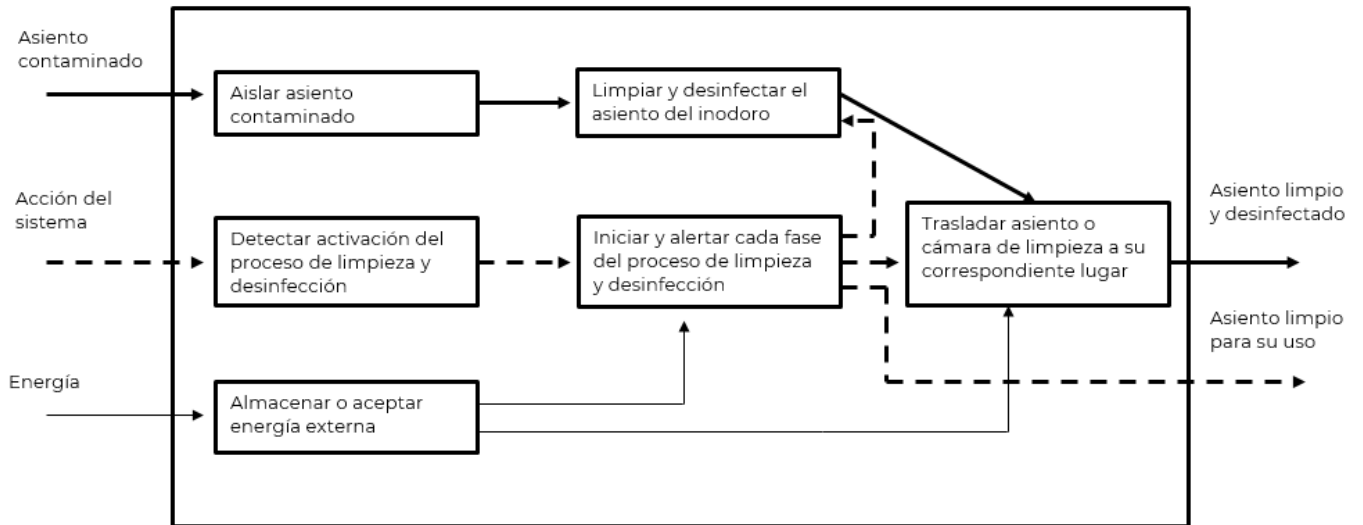 Asiento
contaminado
Aislar asiento
contaminado
Limpiar y desinfectar el
asiento del inodoro
Acción del
sistema
Detectar activación del
proceso de limpieza y
desinfección
Iniciar y alertar cada fase
del proceso de limpieza
y desinfección
Trasladar asiento o
cámara de limpieza a su
correspondiente lugar
Asiento limpio
y desinfectado
Asiento limpio
para su uso
Energía
Almacenar o aceptar
energía externa